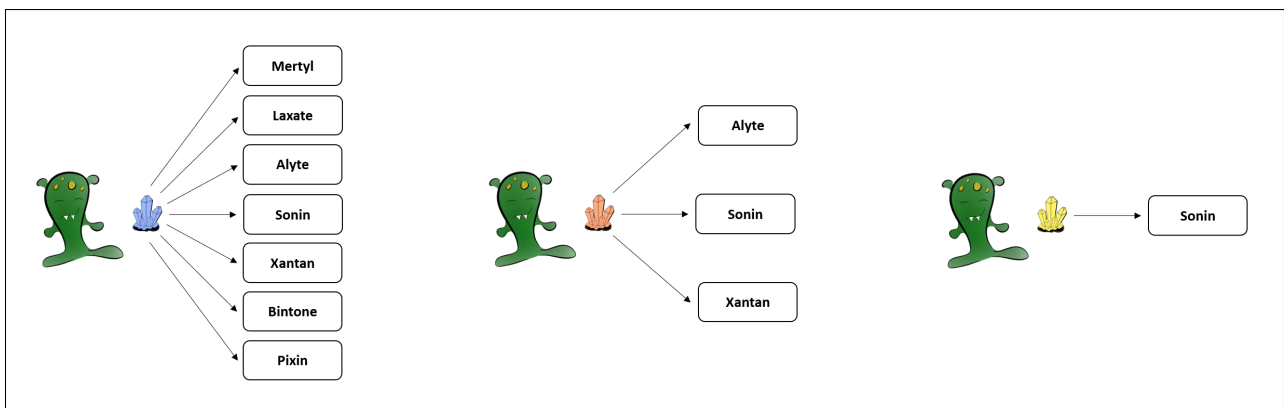 Mertyl
Laxate
Alyte
Sonin
Xantan
Bintone
Pixin
Alyte
Sonin
Xantan
Sonin